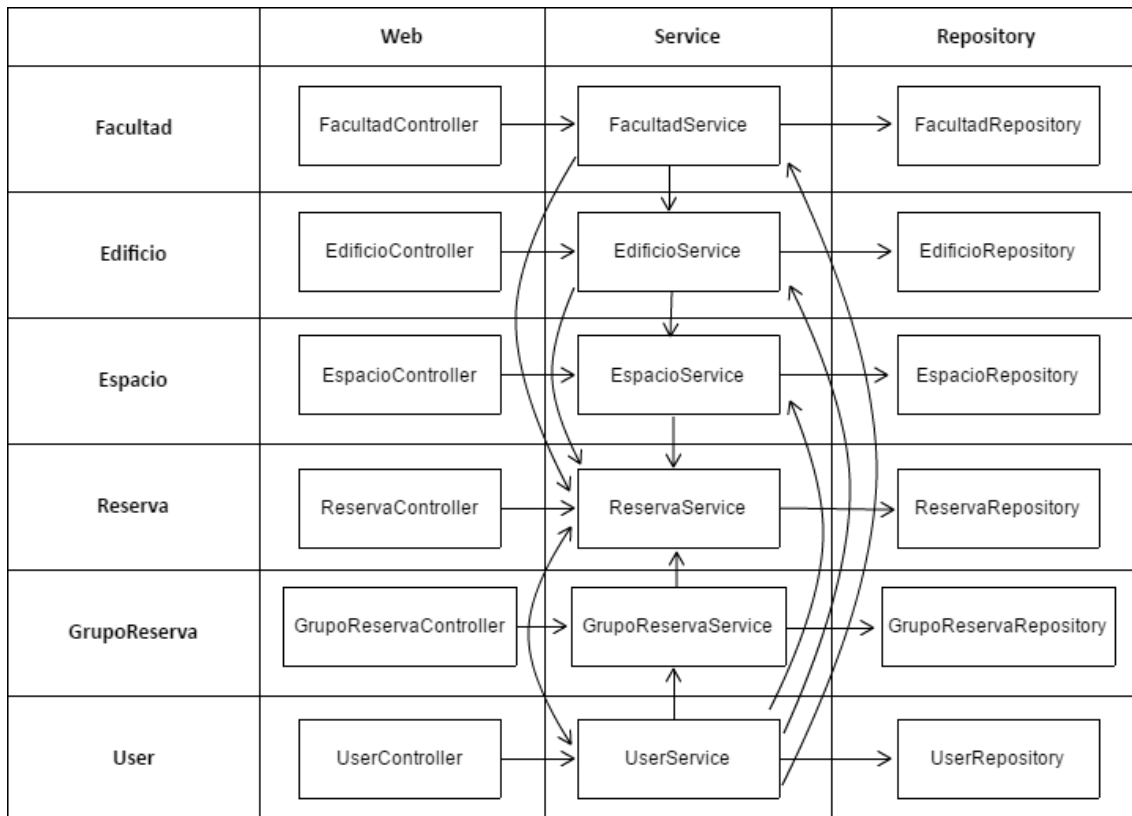 Web Service Repository
Facultad FacultadController FacultadService FacultadRepository
Edificio EdificioController EdificioService EdificioRepository
Espacio EspacioController EspacioService EspacioRepository
Reserva ReservaController ReservaService ReservaRepository
GrupoReserva GrupoReservaController GrupoReservaService GrupoReservaRepository
User UserController UserService UserRepository